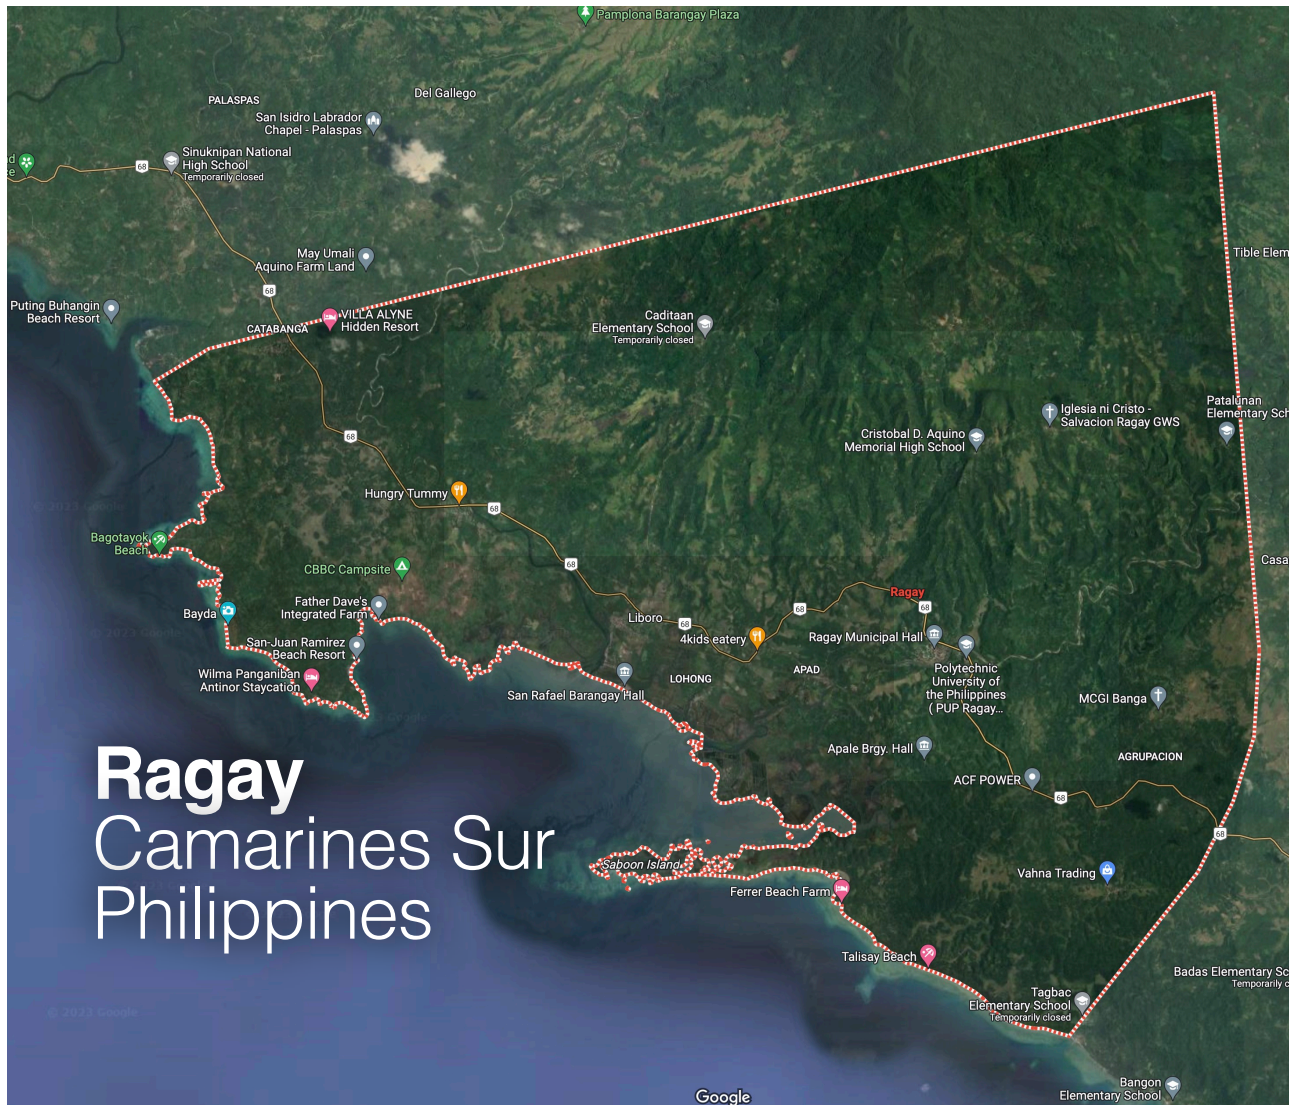 Pamplona Barangay Plaza
Del Gallego
PALASPAS
San Isidro Labrador
Chapel - Palaspas
Sinuknipan National
High School
Temporarily closed
68
May Umali
Aquino Farm Land
Tible Elem
68
Puting Buhangin
Beach Resort
VILLA ALYNE
Hidden Resort
CATABANGA
Caditaan
Elementary School
Temporarily closed
Patalunan
Elementary Sch
Iglesia ni Cristo -
Salvacion Ragay GWS
Cristobal D. Aquino
Memorial High School
68
Hungry Tummy
68
© 2023 Google
Bagotayok
Beach
Casa
68
CBBC Campsite
Ragay
Father Dave's
Integrated Farm
68
68
Bayda
Liboro
68
© 2023 Google
4kids eatery
Ragay Municipal Hall
San-Juan Ramirez
Beach Resort
Polytechnic
University of
the Philippines
( PUP Ragay...
APAD
LOHONG
Wilma Panganiban
Antinor Staycation
San Rafael Barangay Hall
MCGI Banga
Google
Apale Brgy. Hall
AGRUPACION
ACF POWER
68
68
Ragay
Camarines Sur
Philippines
Saboon Island
Vahna Trading
Ferrer Beach Farm
Talisay Beach
Badas Elementary Sc
Temporarily c
Tagbac
Elementary School
Temporarily closed
© 2023 Google
Bangon
Elementary School
Google